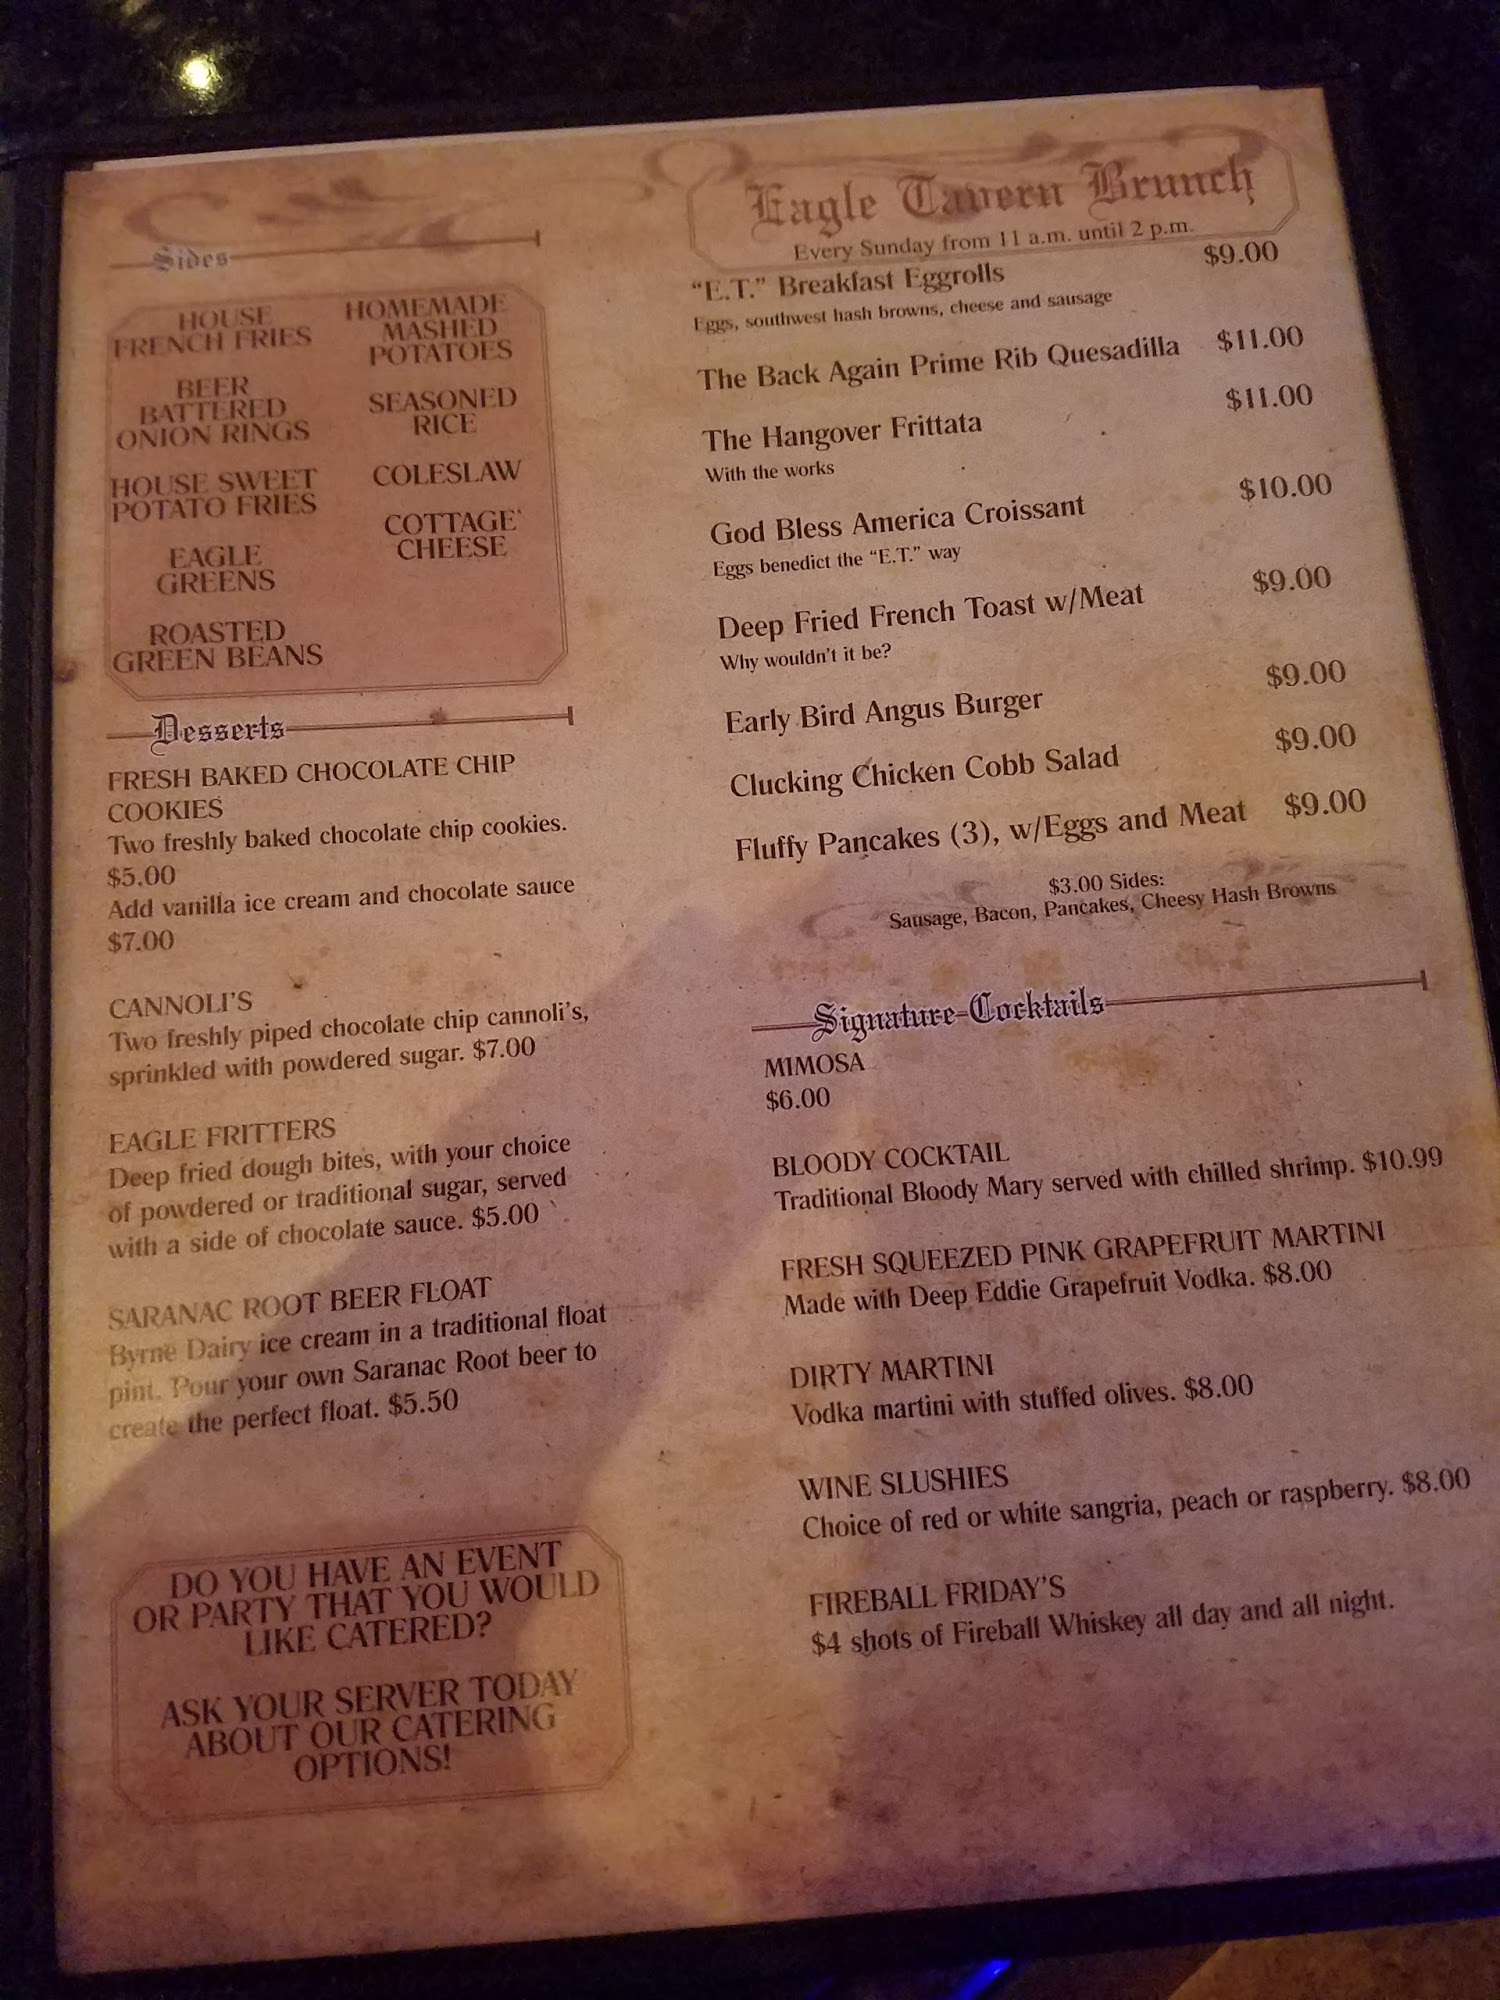 Sides
HOUSE
FRENCH FRIES
BEER
BATTERED
ONION RINGS
HOUSE SWEET
POTATO FRIES
EAGLE
GREENS
ROASTED
GREEN BEANS
HOMEMADE
MASHED
POTATOES
SEASONED
RICE
COLESLAW
COTTAGE
CHEESE
Desserts
FRESH BAKED CHOCOLATE CHIP
COOKIES
Two freshly baked chocolate chip cookies.
$5.00
Add vanilla ice cream and chocolate sauce
$7.00
CANNOLI'S
Two freshly piped chocolate chip cannoli's,
sprinkled with powdered sugar. $7.00
EAGLE FRITTERS
Deep fried dough bites, with your choice
of powdered or traditional sugar, served
with a side of chocolate sauce. $5.00
SARANAC ROOT BEER FLOAT
Byrne Dairy ice cream in a traditional float
pint. Pour your own Saranac Root beer to
create the perfect float. $5.50
DO YOU HAVE AN EVENT
OR PARTY THAT YOU WOULD
LIKE CATERED?
ASK YOUR SERVER TODAY
ABOUT OUR CATERING
OPTIONS!
Eagle Tavern Brunch
Every Sunday from 11 a.m. until 2 p.m.
"E.T." Breakfast Eggrolls $9.00
Eggs, southwest hash browns, cheese and sausage
The Back Again Prime Rib Quesadilla $11.00
The Hangover Frittata $11.00
With the works
God Bless America Croissant $10.00
Eggs benedict the "E.T." way
Deep Fried French Toast w/Meat $9.00
Why wouldn't it be?
Early Bird Angus Burger $9.00
Clucking Chicken Cobb Salad $9.00
Fluffy Pancakes (3), w/Eggs and Meat $9.00
$3.00 Sides:
Sausage, Bacon, Pancakes, Cheesy Hash Browns
Signature Cocktails
MIMOSA
$6.00
BLOODY COCKTAIL
Traditional Bloody Mary served with chilled shrimp. $10.99
FRESH SQUEEZED PINK GRAPEFRUIT MARTINI
Made with Deep Eddie Grapefruit Vodka. $8.00
DIRTY MARTINI
Vodka martini with stuffed olives. $8.00
WINE SLUSHIES
Choice of red or white sangria, peach or raspberry. $8.00
FIREBALL FRIDAY'S
$4 shots of Fireball Whiskey all day and all night.